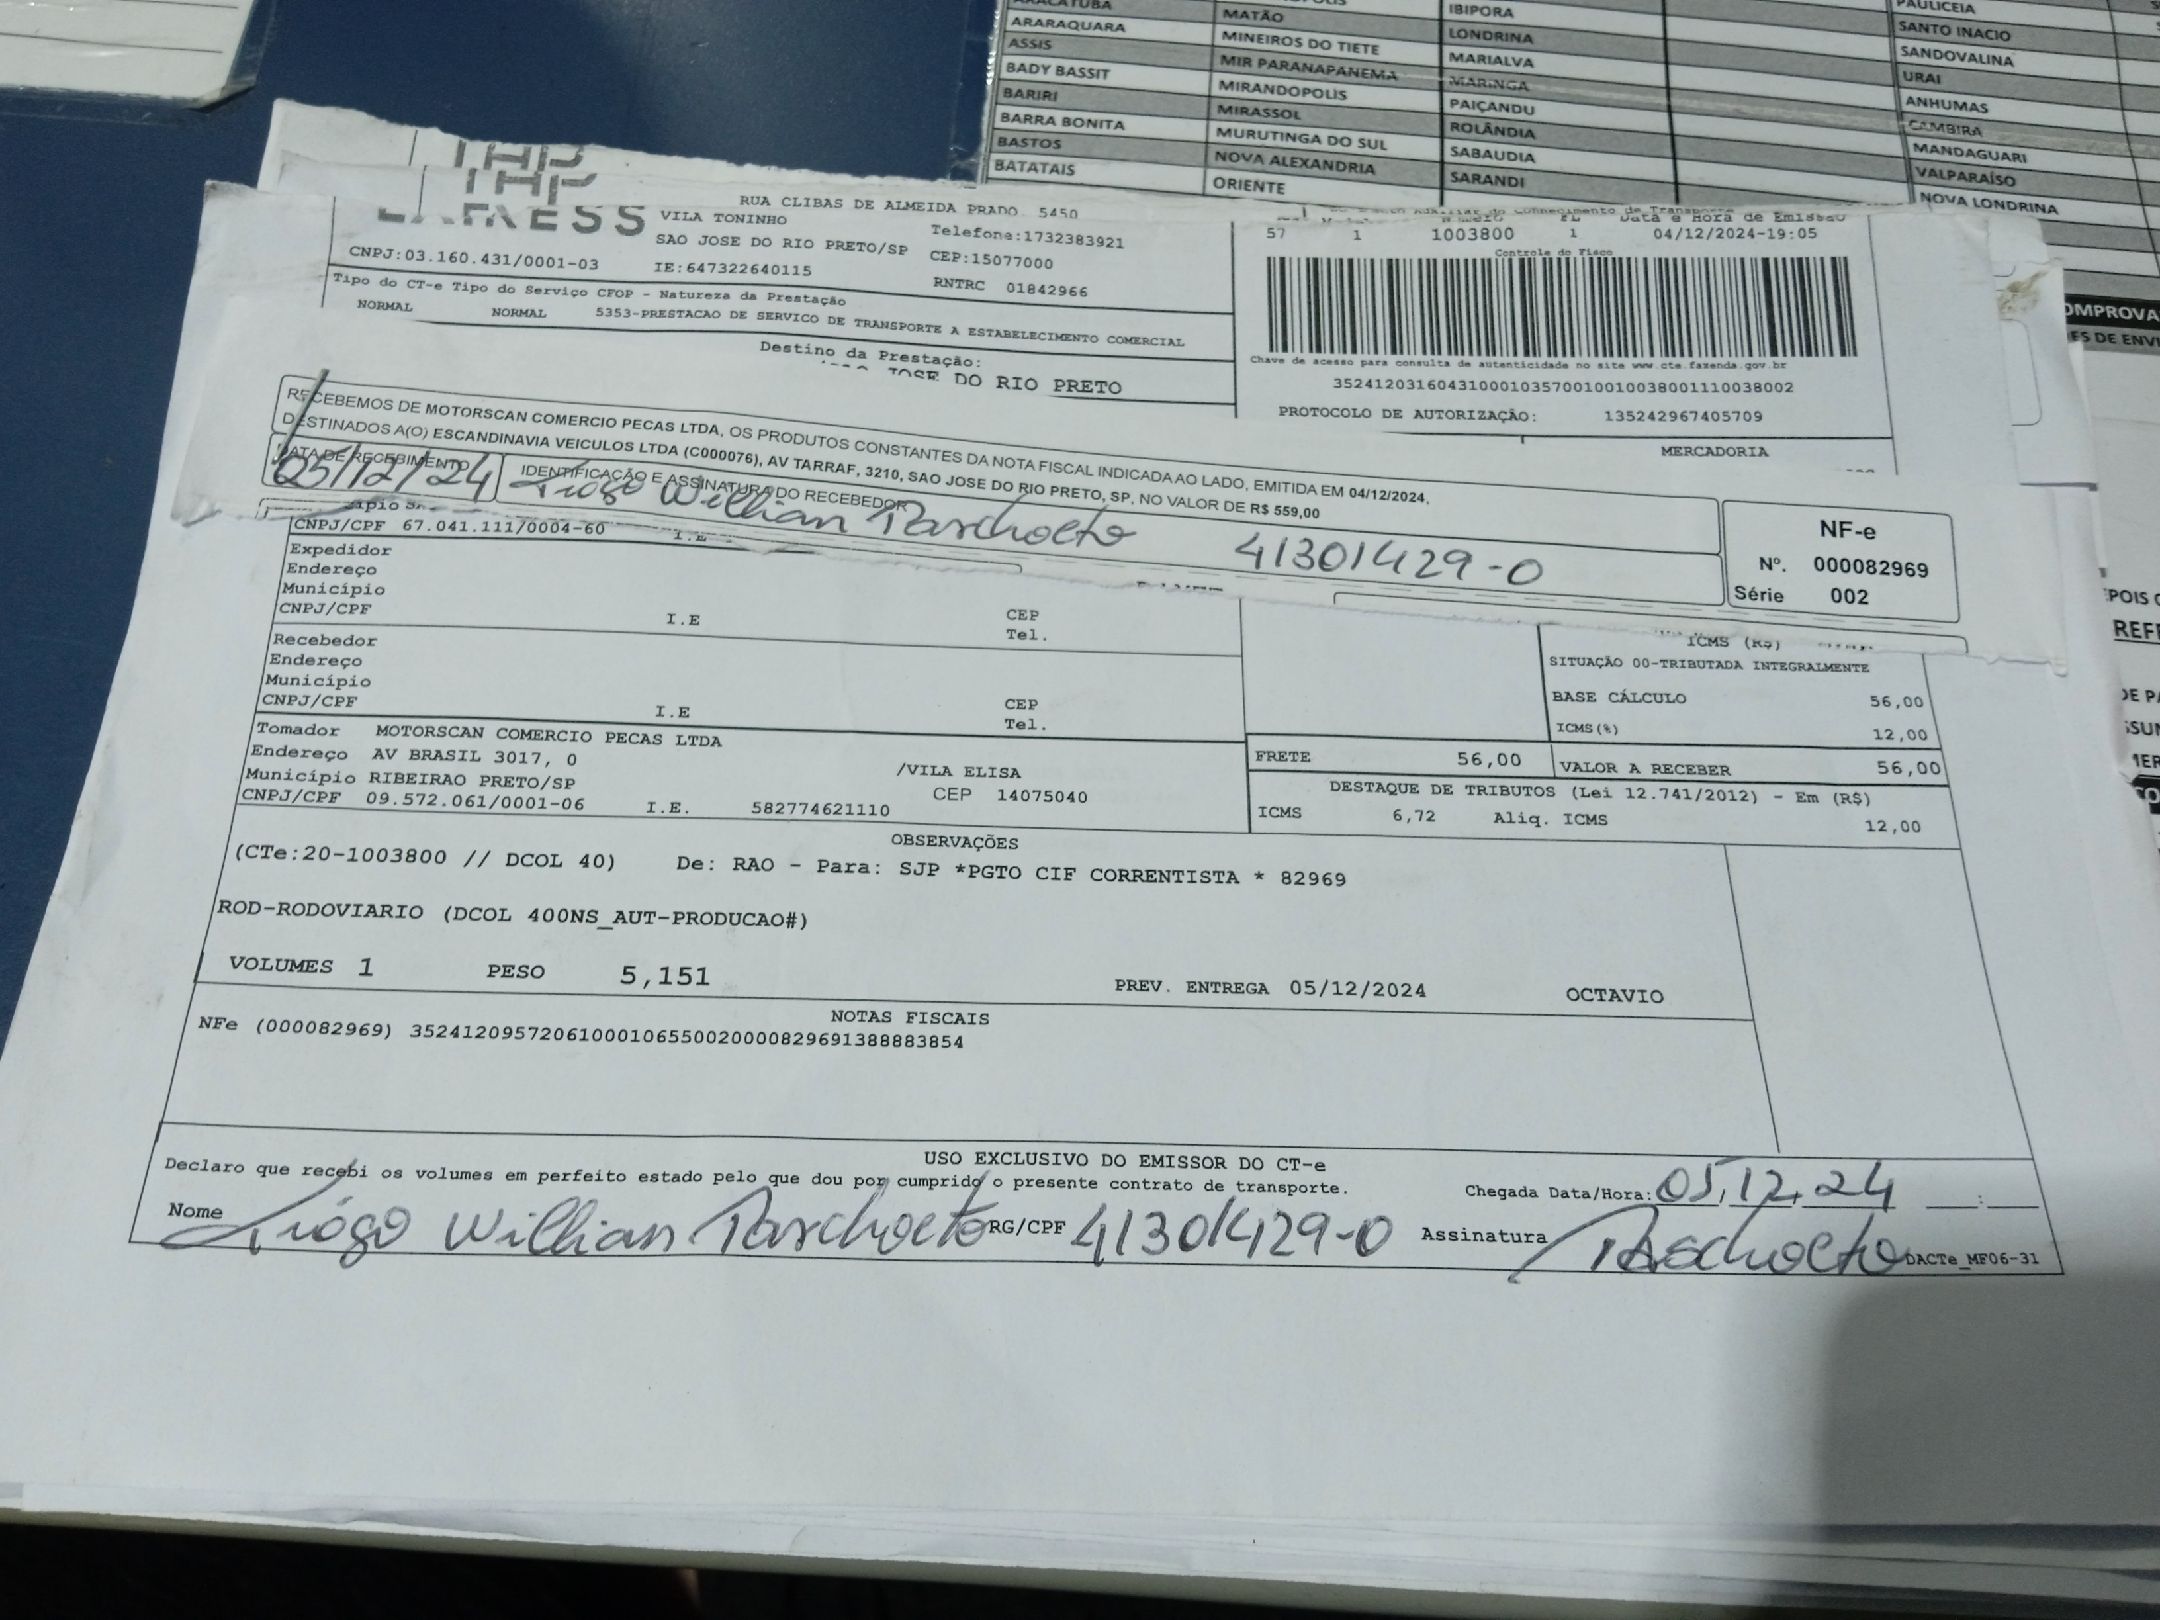 ARARAQUARA MATÃO IBIPORA PAULICEIA
ASSIS MINEIROS DO TIETE LONDRINA SANTO INACIO
BADY BASSIT MIR PARANAPANEMA MARIALVA SANDOVALINA
BARIRI MIRANDOPOLIS MARINGA URAI
BARRA BONITA MIRASSOL PAIÇANDU ANHUMAS
BASTOS MURUTINGA DO SUL ROLÂNDIA CAMBIRA
BATATAIS NOVA ALEXANDRIA SABAUDIA MANDAGUARI
ORIENTE SARANDI VALPARAÍSO
NOVA LONDRINA
RUA CLIBAS DE ALMEIDA PRADO, 5450
VILA TONINHO Telefone:1732383921
SAO JOSE DO RIO PRETO/SP CEP:15077000
CNPJ:03.160.431/0001-03 IE:647322640115 RNTRC 01842966
Tipo do CT-e Tipo do Serviço CFOP - Natureza da Prestação
NORMAL NORMAL 5353-PRESTACAO DE SERVICO DE TRANSPORTE A ESTABELECIMENTO COMERCIAL
Destino da Prestação:
JOSE DO RIO PRETO
Data e Hora de Emissão
57 1 1003800 1 04/12/2024-19:05
Controle do Fisco
Chave de acesso para consulta de autenticidade no site www.cte.fazenda.gov.br
35241203160431000103570010010038001110038002
PROTOCOLO DE AUTORIZAÇÃO: 135242967405709
MERCADORIA
RECEBEMOS DE MOTORSCAN COMERCIO PECAS LTDA, OS PRODUTOS CONSTANTES DA NOTA FISCAL INDICADA AO LADO, EMITIDA EM 04/12/2024,
DESTINADOS A(O) ESCANDINAVIA VEICULOS LTDA (C000076), AV TARRAF, 3210, SAO JOSE DO RIO PRETO, SP, NO VALOR DE R$ 559,00
DATA DE RECEBIMENTO IDENTIFICAÇÃO E ASSINATURA DO RECEBEDOR
05/12/24 Tiógo Willian Paschoeto 41301429-0
NF-e
Nº. 000082969
Série 002
CNPJ/CPF 67.041.111/0004-60 I.E
Expedidor
Endereço
Município CEP
CNPJ/CPF I.E Tel.
Recebedor
Endereço
Município CEP
CNPJ/CPF I.E Tel.
ICMS (R$)
SITUAÇÃO 00-TRIBUTADA INTEGRALMENTE
BASE CÁLCULO 56,00
ICMS(%) 12,00
Tomador MOTORSCAN COMERCIO PECAS LTDA
Endereço AV BRASIL 3017, 0 /VILA ELISA
Município RIBEIRAO PRETO/SP CEP 14075040
CNPJ/CPF 09.572.061/0001-06 I.E. 582774621110
FRETE 56,00 VALOR A RECEBER 56,00
DESTAQUE DE TRIBUTOS (Lei 12.741/2012) - Em (R$)
ICMS 6,72 Aliq. ICMS 12,00
OBSERVAÇÕES
(CTe:20-1003800 // DCOL 40) De: RAO - Para: SJP *PGTO CIF CORRENTISTA * 82969
ROD-RODOVIARIO (DCOL 400NS_AUT-PRODUCAO#)
VOLUMES 1 PESO 5,151 PREV. ENTREGA 05/12/2024 OCTAVIO
NOTAS FISCAIS
NFe (000082969) 35241209572061000106550020000829691388883854
USO EXCLUSIVO DO EMISSOR DO CT-e
Declaro que recebi os volumes em perfeito estado pelo que dou por cumprido o presente contrato de transporte. Chegada Data/Hora: 05,12,24 :
Nome Tiógo Willian Paschoeto RG/CPF 41301429-0 Assinatura Paschoeto DACTe_MF06-31